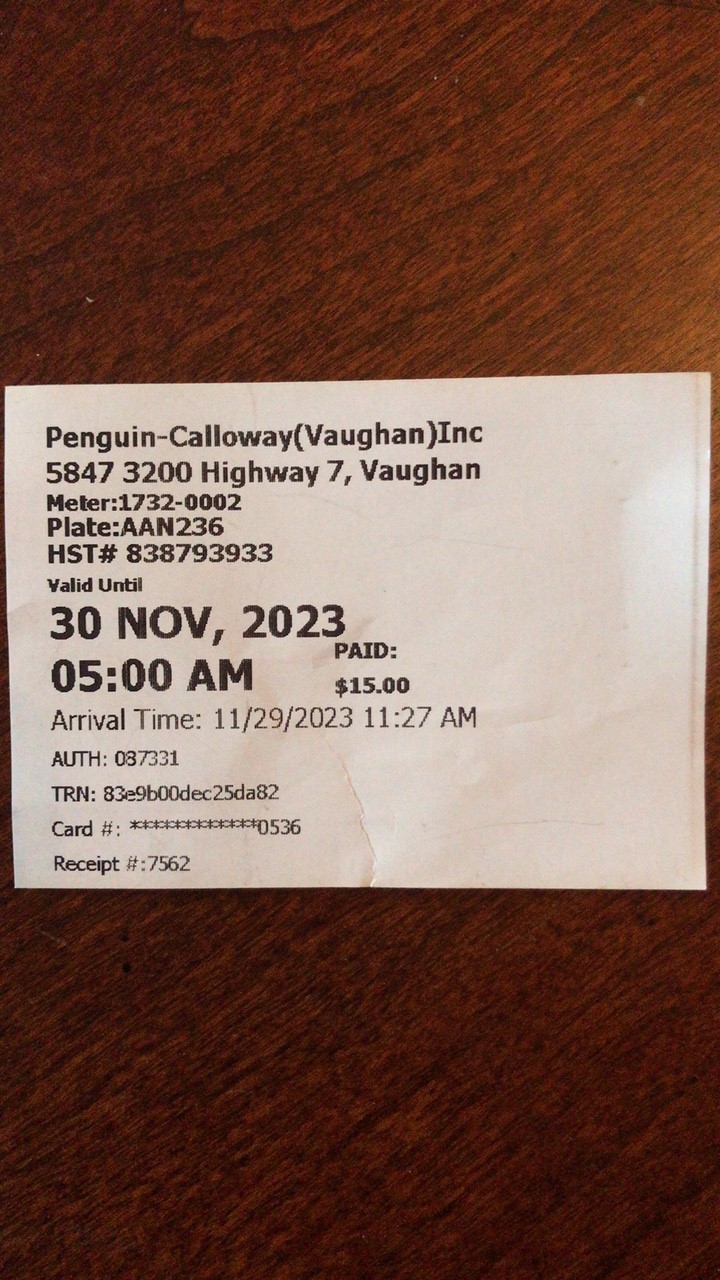 Penguin-Calloway(Vaughan)Inc
5847 3200 Highway 7, Vaughan
Meter:1732-0002
Plate:AAN236
HST# 838793933
Valid Until
30 NOV, 2023
05:00 AM
PAID:
$15.00
Arrival Time: 11/29/2023 11:27 AM
AUTH: 087331
TRN: 83e9b00dec25da82
Card #: ************0536
Receipt #:7562